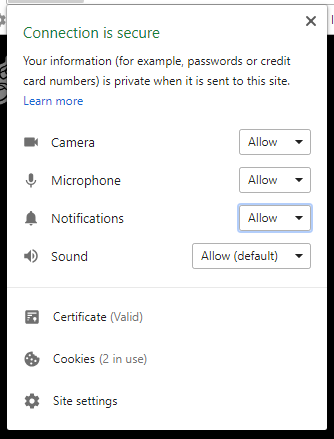 Connection is secure
Your information (for example, passwords or credit
card numbers) is private when it is sent to this site.
Learn more
Camera Allow
Microphone Allow
Notifications Allow
Sound Allow (default)
Certificate (Valid)
Cookies (2 in use)
Site settings